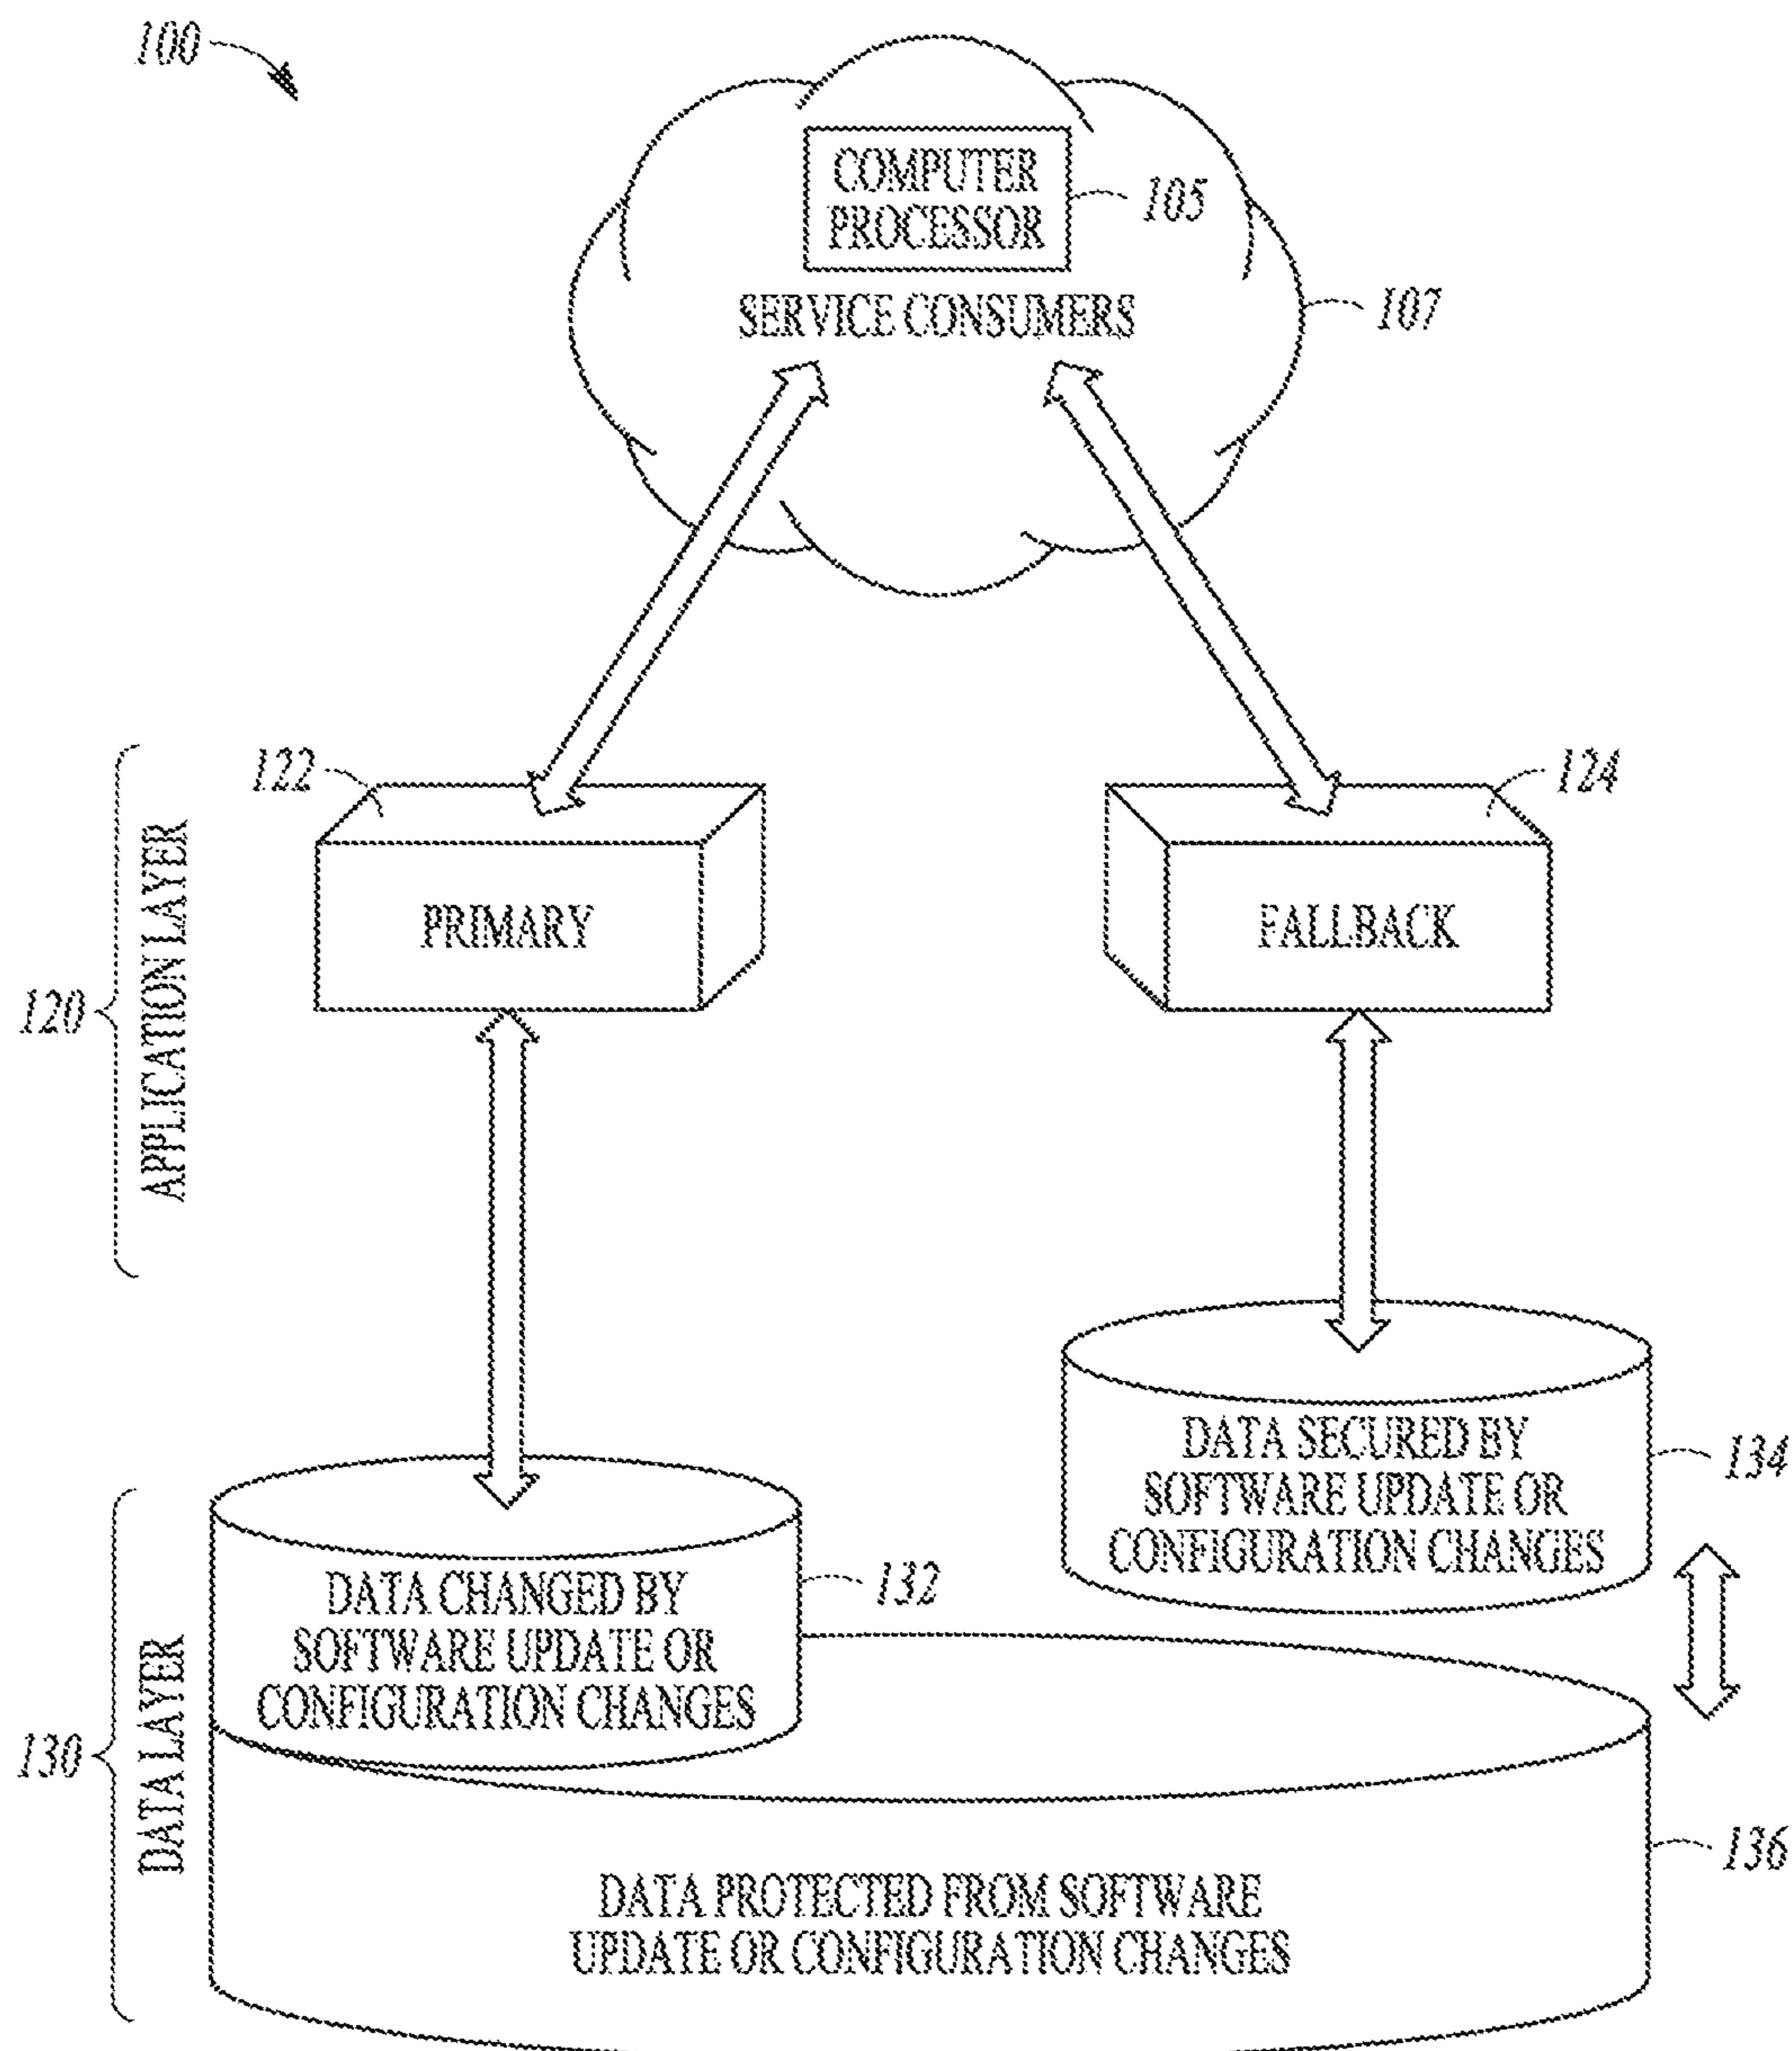 100
COMPUTER
PROCESSOR
105
SERVICE CONSUMERS
107
122
124
PRIMARY
FALLBACK
120
APPLICATION LAYER
DATA SECURED BY
SOFTWARE UPDATE OR
CONFIGURATION CHANGES
134
DATA CHANGED BY
SOFTWARE UPDATE OR
CONFIGURATION CHANGES
132
130
DATA LAYER
136
DATA PROTECTED FROM SOFTWARE
UPDATE OR CONFIGURATION CHANGES